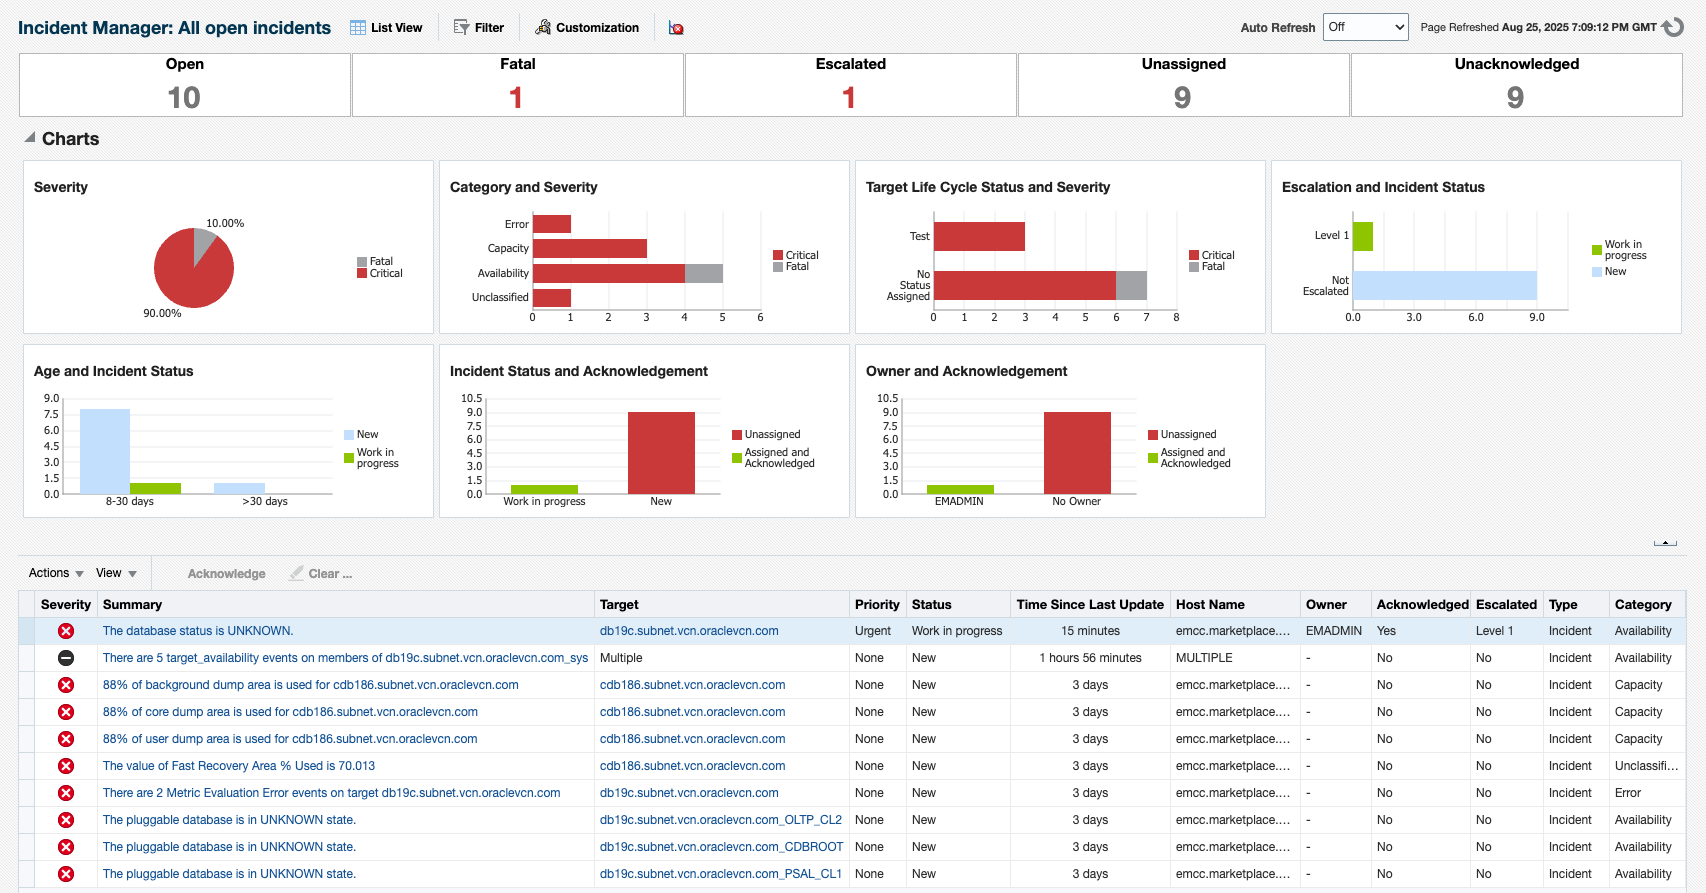 Incident Manager: All open incidents List View Filter Customization Auto Refresh Off Page Refreshed Aug 25, 2025 7:09:12 PM GMT
Open Fatal Escalated Unassigned Unacknowledged
10 1 1 9 9
Charts
Severity
10.00%
90.00%
Fatal
Critical
Category and Severity
Error
Capacity
Availability
Unclassified
0 1 2 3 4 5 6
Critical
Fatal
Target Life Cycle Status and Severity
Test
No
Status
Assigned
0 1 2 3 4 5 6 7 8
Critical
Fatal
Escalation and Incident Status
Level 1
Not
Escalated
0.0 3.0 6.0 9.0
Work in
progress
New
Age and Incident Status
9.0
7.5
6.0
4.5
3.0
1.5
0.0
8-30 days >30 days
New
Work in
progress
Incident Status and Acknowledgement
10.5
9.0
7.5
6.0
4.5
3.0
1.5
0.0
Work in progress New
Unassigned
Assigned and
Acknowledged
Owner and Acknowledgement
10.5
9.0
7.5
6.0
4.5
3.0
1.5
0.0
EMADMIN No Owner
Unassigned
Assigned and
Acknowledged
Actions View Acknowledge Clear ...
Severity Summary Target Priority Status Time Since Last Update Host Name Owner Acknowledged Escalated Type Category
The database status is UNKNOWN. db19c.subnet.vcn.oraclevcn.com Urgent Work in progress 15 minutes emcc.marketplace.... EMADMIN Yes Level 1 Incident Availability
There are 5 target_availability events on members of db19c.subnet.vcn.oraclevcn.com_sys Multiple None New 1 hours 56 minutes MULTIPLE - No No Incident Availability
88% of background dump area is used for cdb186.subnet.vcn.oraclevcn.com cdb186.subnet.vcn.oraclevcn.com None New 3 days emcc.marketplace.... - No No Incident Capacity
88% of core dump area is used for cdb186.subnet.vcn.oraclevcn.com cdb186.subnet.vcn.oraclevcn.com None New 3 days emcc.marketplace.... - No No Incident Capacity
88% of user dump area is used for cdb186.subnet.vcn.oraclevcn.com cdb186.subnet.vcn.oraclevcn.com None New 3 days emcc.marketplace.... - No No Incident Capacity
The value of Fast Recovery Area % Used is 70.013 cdb186.subnet.vcn.oraclevcn.com None New 3 days emcc.marketplace.... - No No Incident Unclassifi...
There are 2 Metric Evaluation Error events on target db19c.subnet.vcn.oraclevcn.com db19c.subnet.vcn.oraclevcn.com None New 3 days emcc.marketplace.... - No No Incident Error
The pluggable database is in UNKNOWN state. db19c.subnet.vcn.oraclevcn.com_OLTP_CL2 None New 3 days emcc.marketplace.... - No No Incident Availability
The pluggable database is in UNKNOWN state. db19c.subnet.vcn.oraclevcn.com_CDBROOT None New 3 days emcc.marketplace.... - No No Incident Availability
The pluggable database is in UNKNOWN state. db19c.subnet.vcn.oraclevcn.com_PSAL_CL1 None New 3 days emcc.marketplace.... - No No Incident Availability